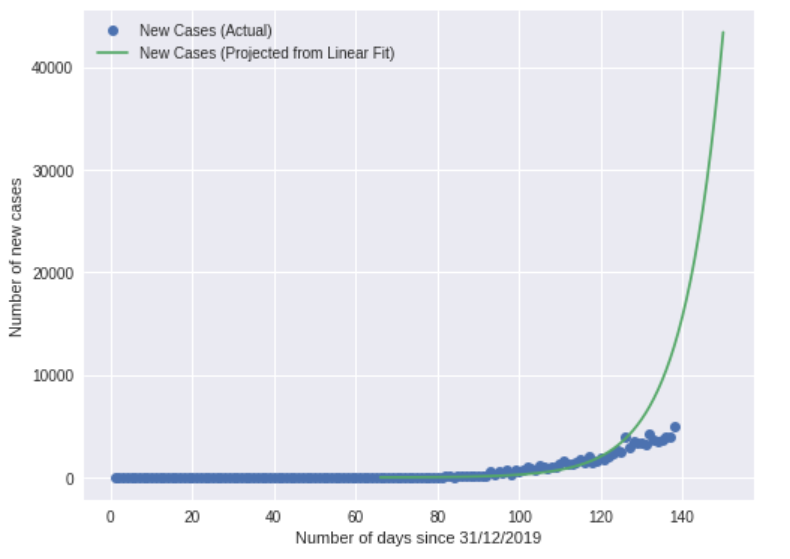 New Cases (Actual)
New Cases (Projected from Linear Fit)
40000
30000
20000
10000
0
Number of new cases
0 20 40 60 80 100 120 140
Number of days since 31/12/2019